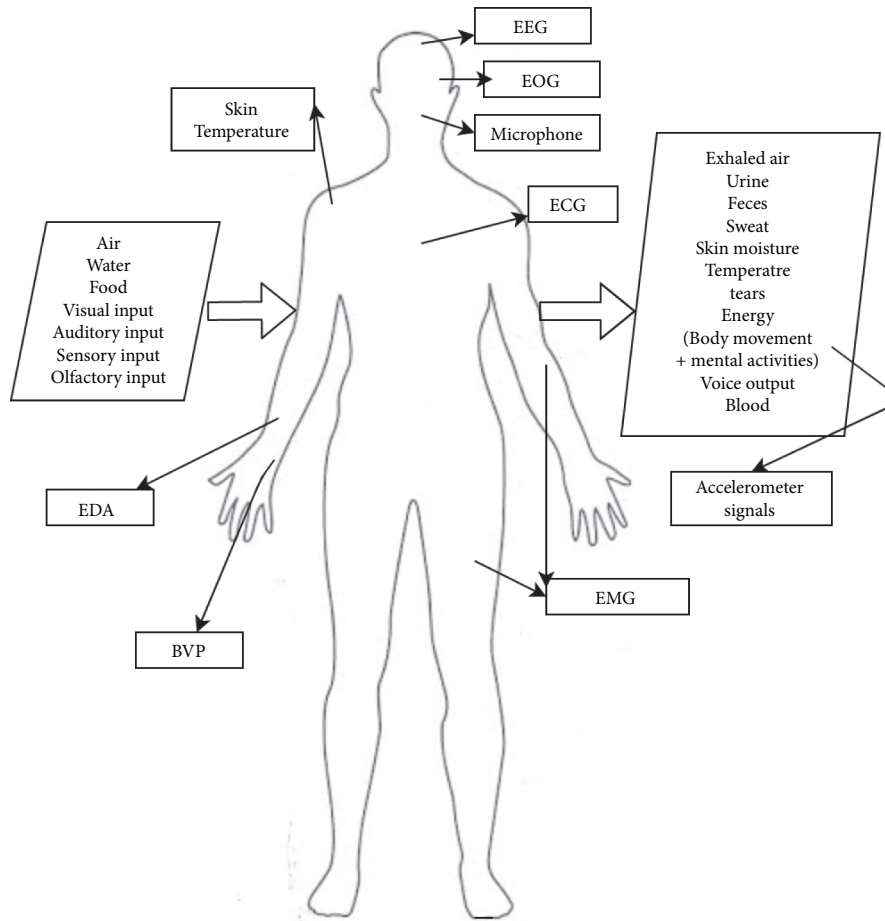 EEG
EOG
Skin
Temperature
Microphone
ECG
Air
Water
Food
Visual input
Auditory input
Sensory input
Olfactory input
Exhaled air
Urine
Feces
Sweat
Skin moisture
Temperatre
tears
Energy
(Body movement
+ mental activities)
Voice output
Blood
EDA
Accelerometer
signals
EMG
BVP